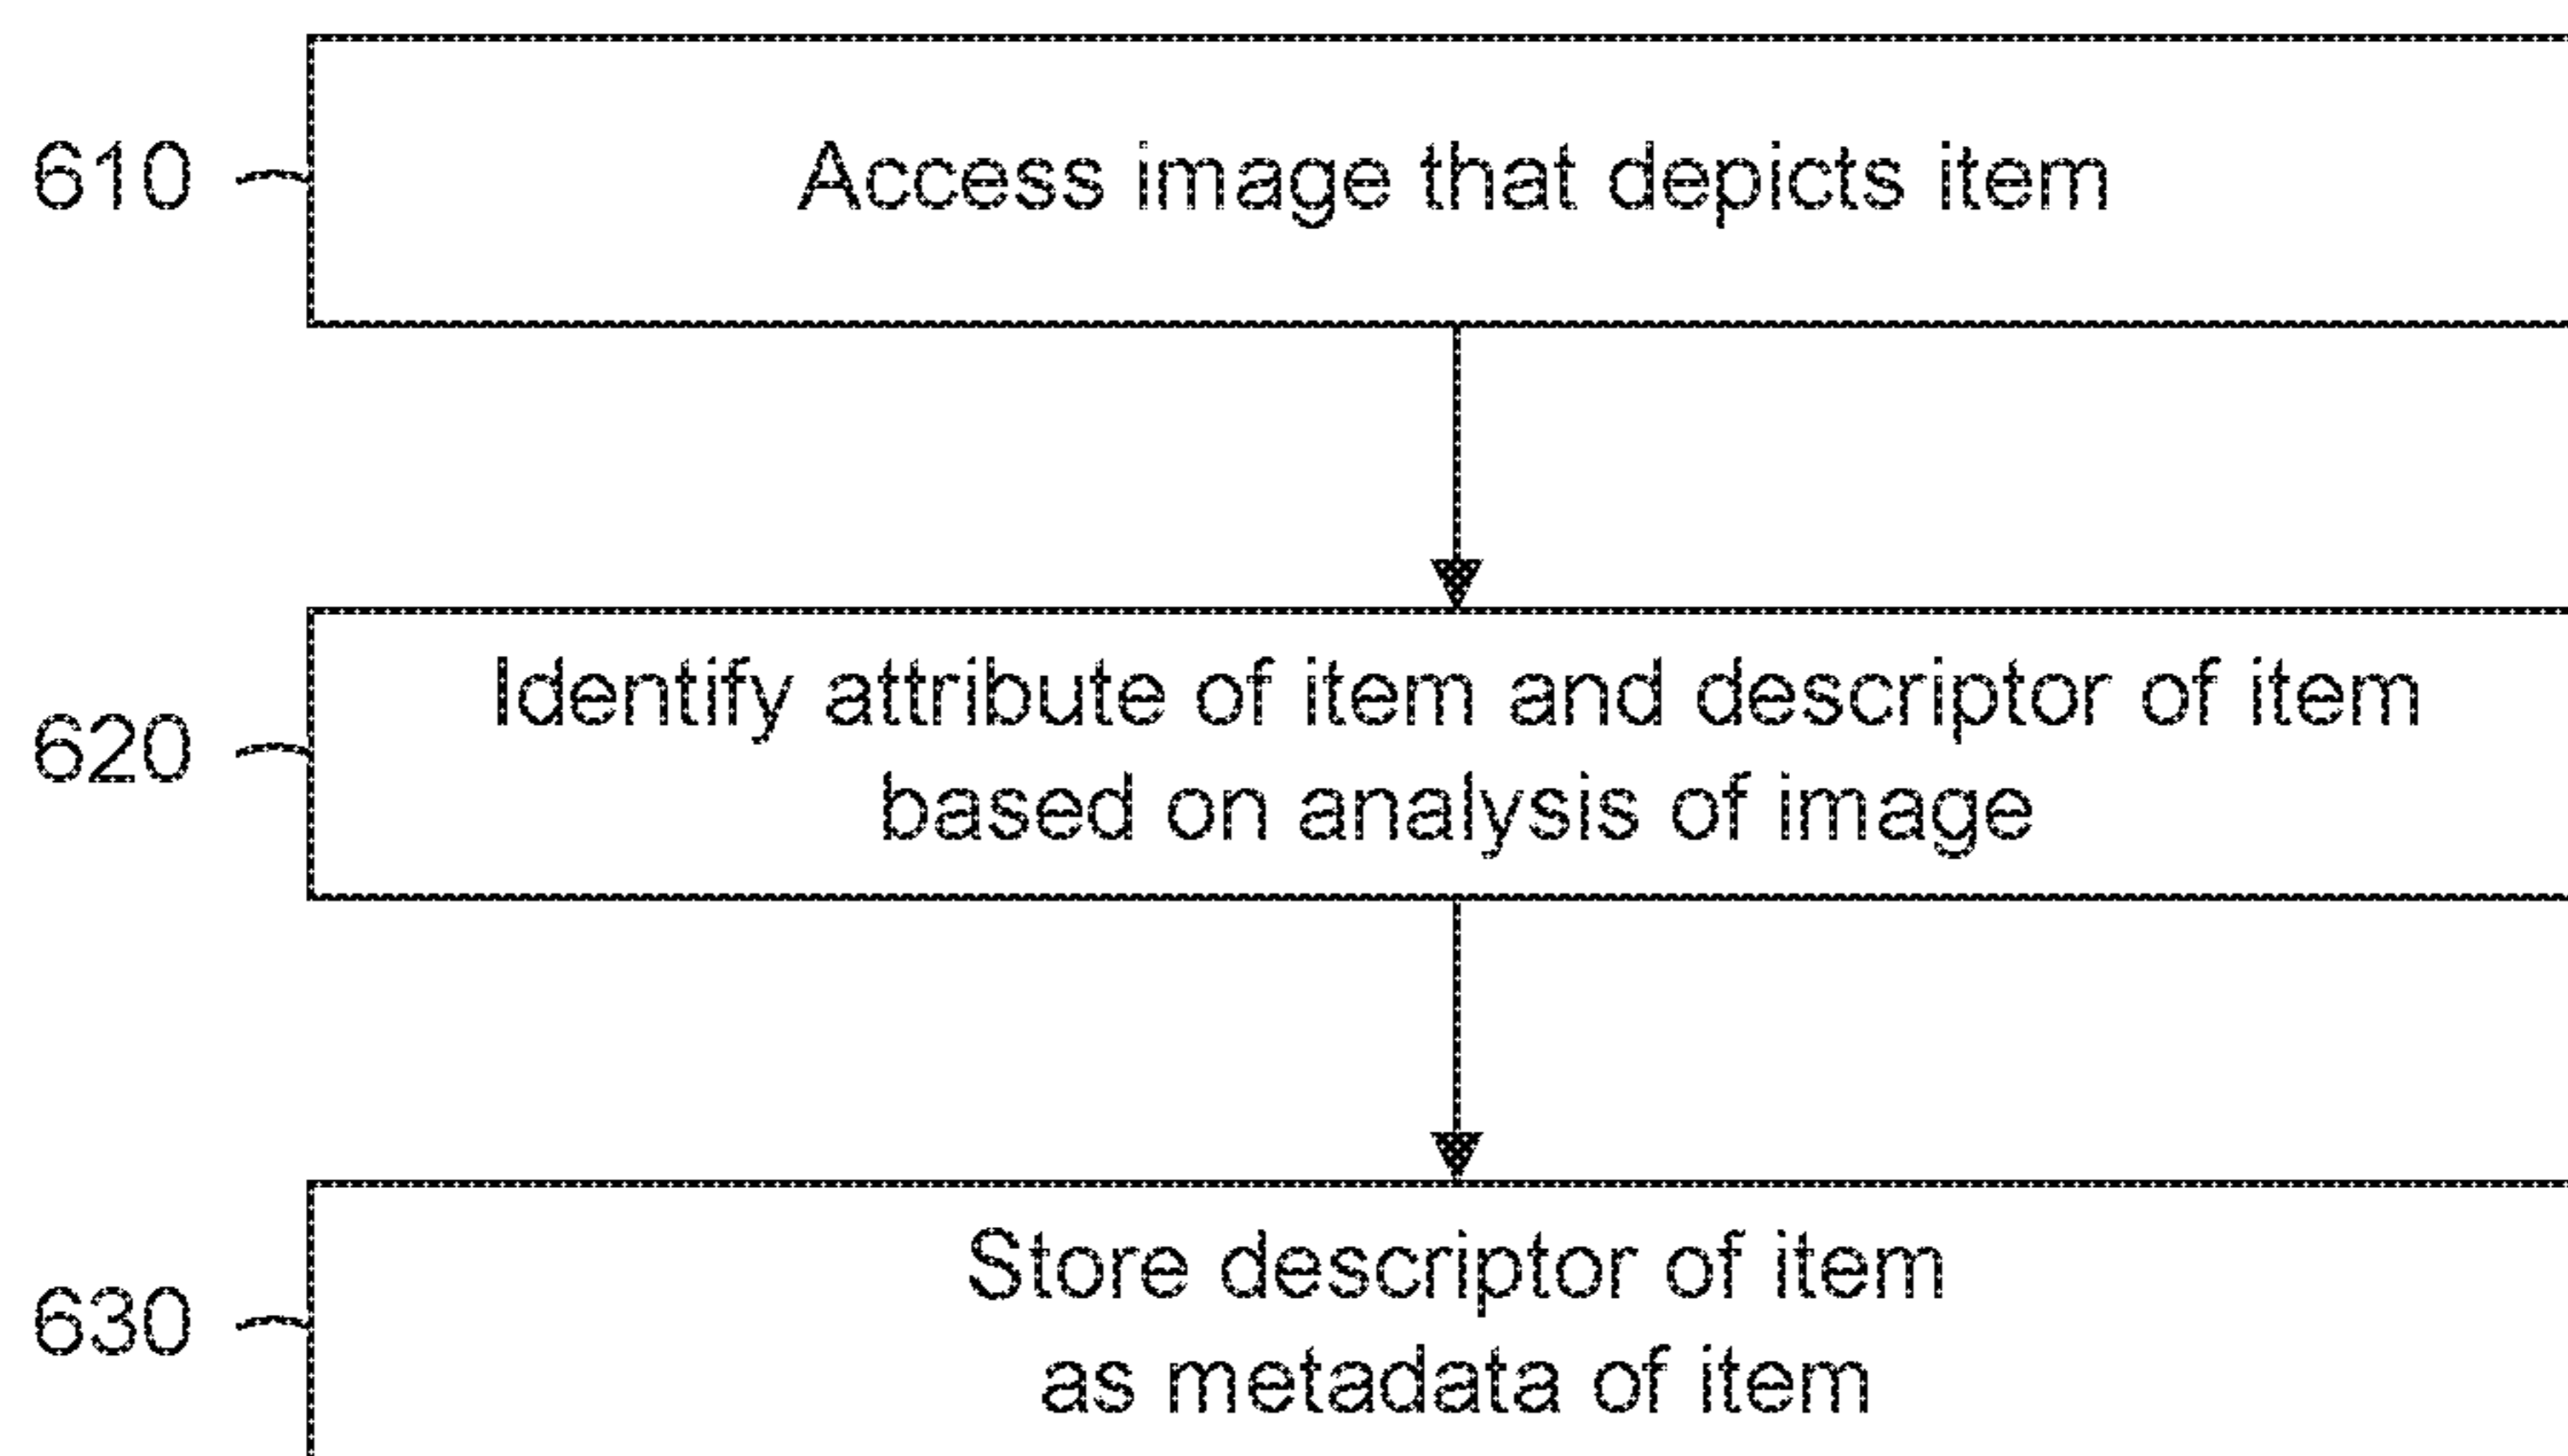 610
Access image that depicts item
620
Identify attribute of item and descriptor of item
based on analysis of image
630
Store descriptor of item
as metadata of item